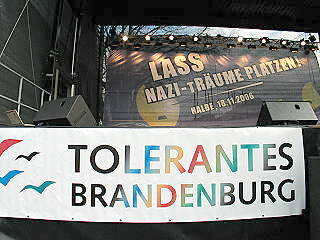 LASS
NAZI-TRÄUME PLATZEN!
HALBE, 18.11.2006
TOLERANTES
BRANDENBURG